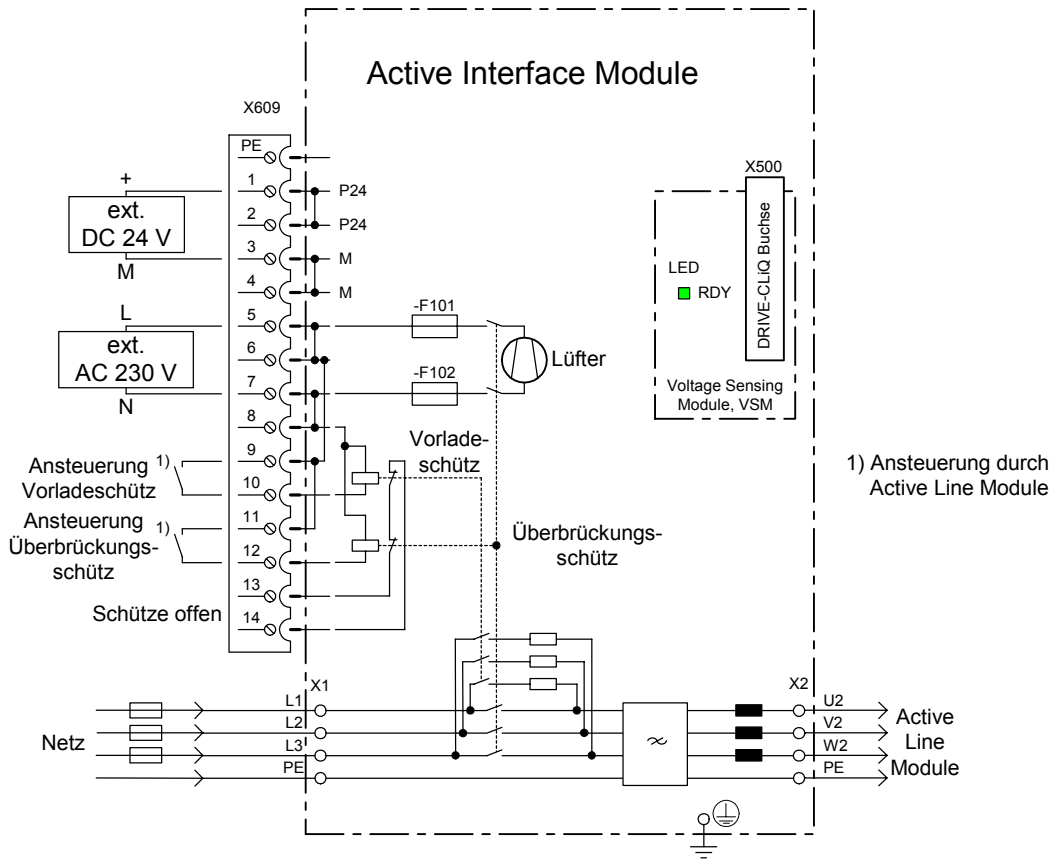 Active Interface Module
X609
PE
1
2
3
4
5
6
7
8
9
10
11
12
13
14
+
ext.
DC 24 V
M
L
ext.
AC 230 V
N
P24
P24
M
M
-F101
-F102
Lüfter
X500
DRIVE-CLiQ Buchse
LED
RDY
Voltage Sensing
Module, VSM
Vorlade-
schütz
Überbrückungs-
schütz
Ansteuerung 1)
Vorladeschütz
Ansteuerung 1)
Überbrückungs-
schütz
Schütze offen
1) Ansteuerung durch
Active Line Module
Netz
X1
L1
L2
L3
PE
≈
X2
U2
V2
W2
PE
Active
Line
Module